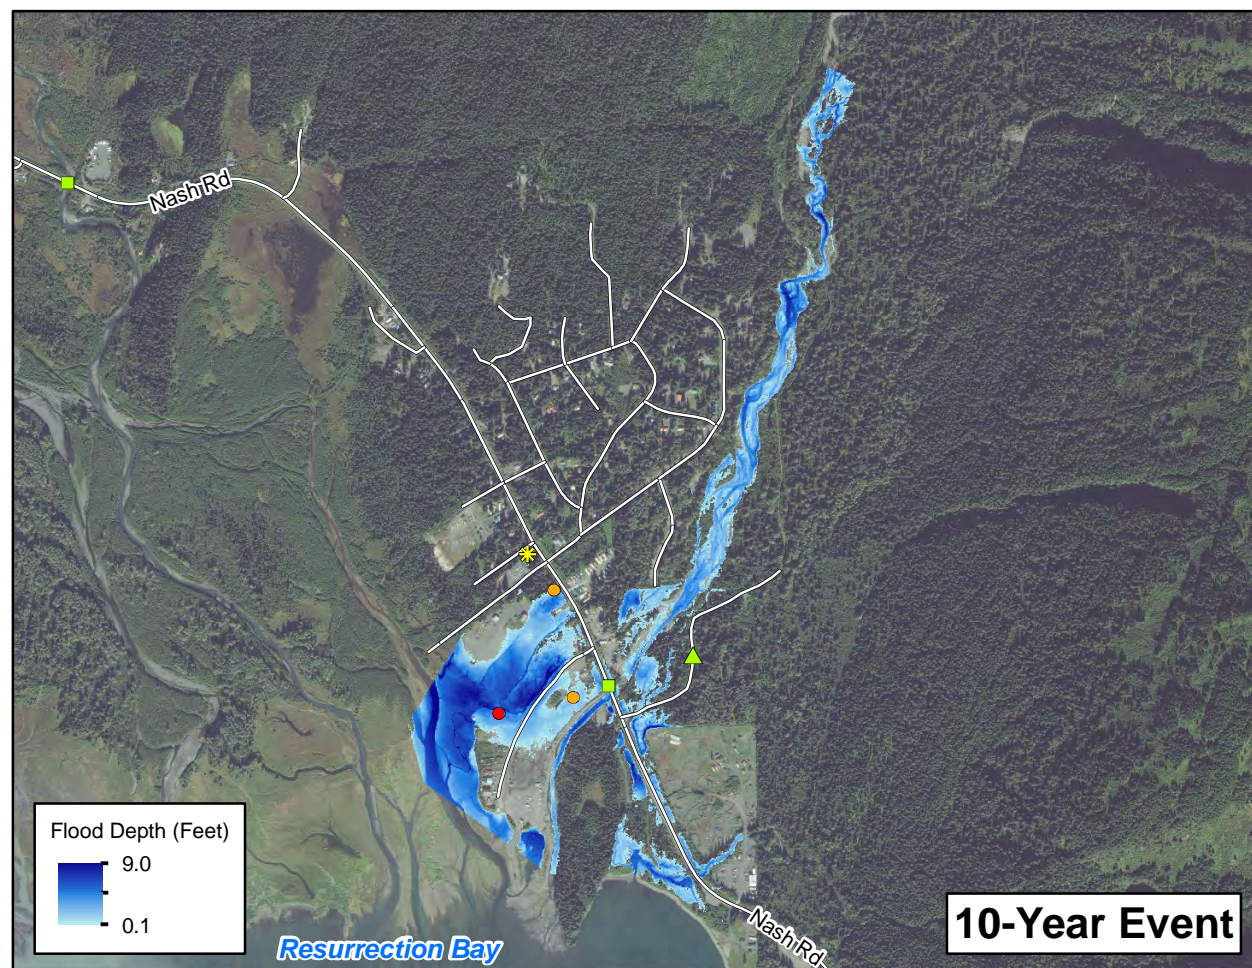 Nash Rd
Flood Depth (Feet)
9.0
0.1
Resurrection Bay
Nash Rd
10-Year Event